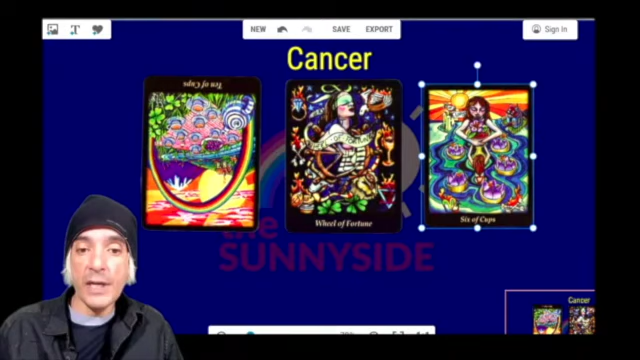 NEW
SAVE
EXPORT
Sign in
Cancer
Ten of Cups
Wheel of Fortune
Six of Cups
the
SUNNYSIDE
Cancer